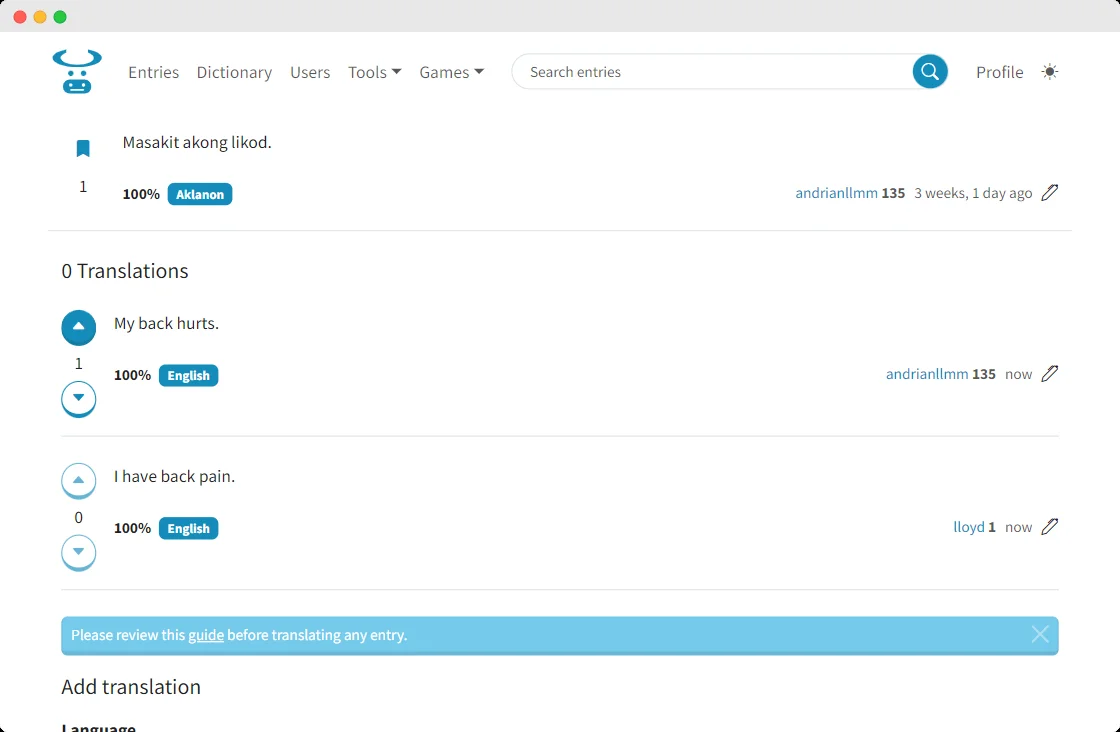 Entries Dictionary Users Tools Games Search entries Profile
Masakit akong likod.
1
100% Aklanon andrianllmm 135 3 weeks, 1 day ago
0 Translations
My back hurts.
1
100% English andrianllmm 135 now
I have back pain.
0
100% English lloyd 1 now
Please review this guide before translating any entry.
Add translation
Language